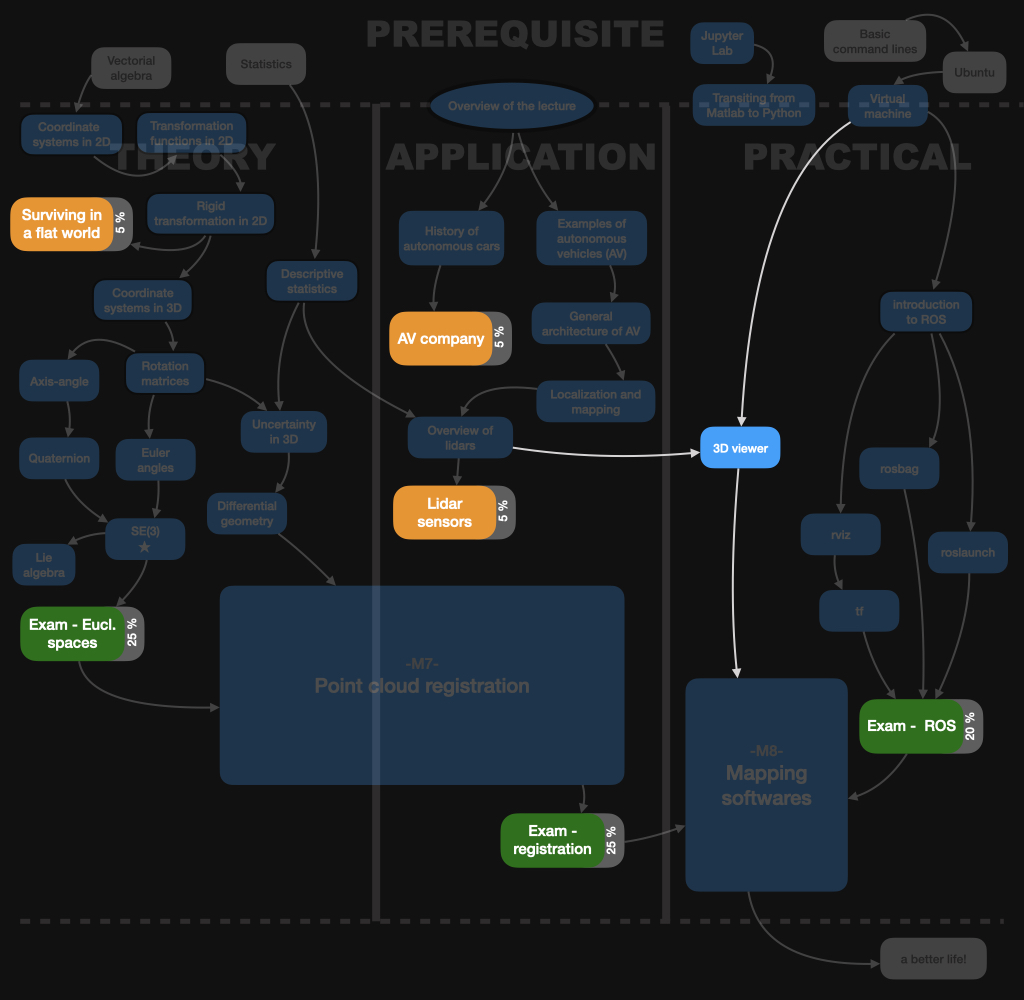 PREREQUISITE
Jupyter
Lab
Basic
command lines
Vectorial
algebra
Statistics
Ubuntu
Overview of the lecture
Transiting from
Matlab to Python
Virtual
machine
Coordinate
systems in 2D
Transformation
functions in 2D
THEORY
APPLICATION
PRACTICAL
Surviving in
a flat world
5 %
Rigid
transformation in 2D
History of
autonomous cars
Examples of
autonomous
vehicles (AV)
Descriptive
statistics
Coordinate
systems in 3D
introduction
to ROS
AV company
5 %
General
architecture of AV
Axis-angle
Rotation
matrices
Localization and
mapping
Uncertainty
in 3D
Overview of
lidars
3D viewer
Quaternion
Euler
angles
rosbag
Differential
geometry
Lidar
sensors
5 %
SE(3)
★
rviz
Lie
algebra
roslaunch
tf
Exam - Eucl.
spaces
25 %
-M7-
Point cloud registration
Exam -  ROS
20 %
-M8-
Mapping
softwares
Exam -
registration
25 %
a better life!